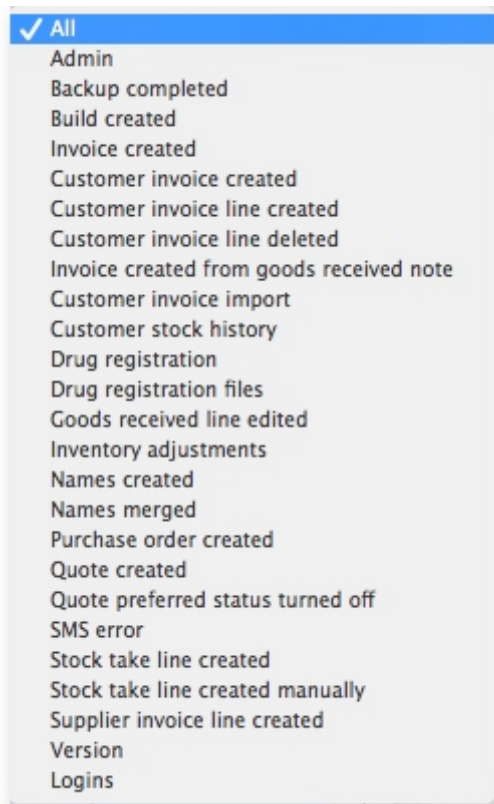 All
Admin
Backup completed
Build created
Invoice created
Customer invoice created
Customer invoice line created
Customer invoice line deleted
Invoice created from goods received note
Customer invoice import
Customer stock history
Drug registration
Drug registration files
Goods received line edited
Inventory adjustments
Names created
Names merged
Purchase order created
Quote created
Quote preferred status turned off
SMS error
Stock take line created
Stock take line created manually
Supplier invoice line created
Version
Logins